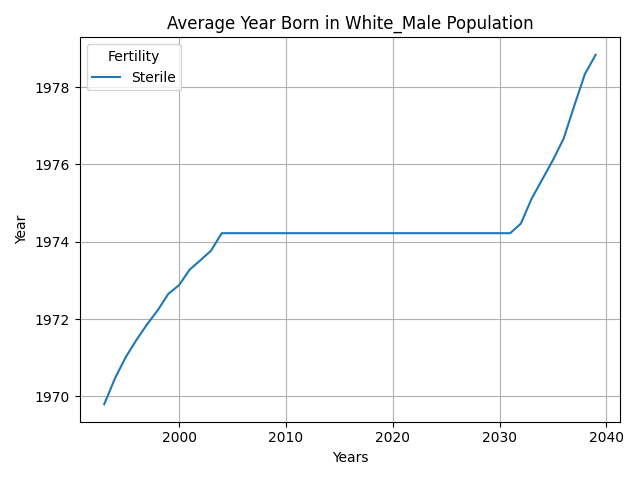 Average Year Born in White_Male Population
Fertility
Sterile
1978
1976
1974
1972
1970
Year
2000 2010 2020 2030 2040
Years